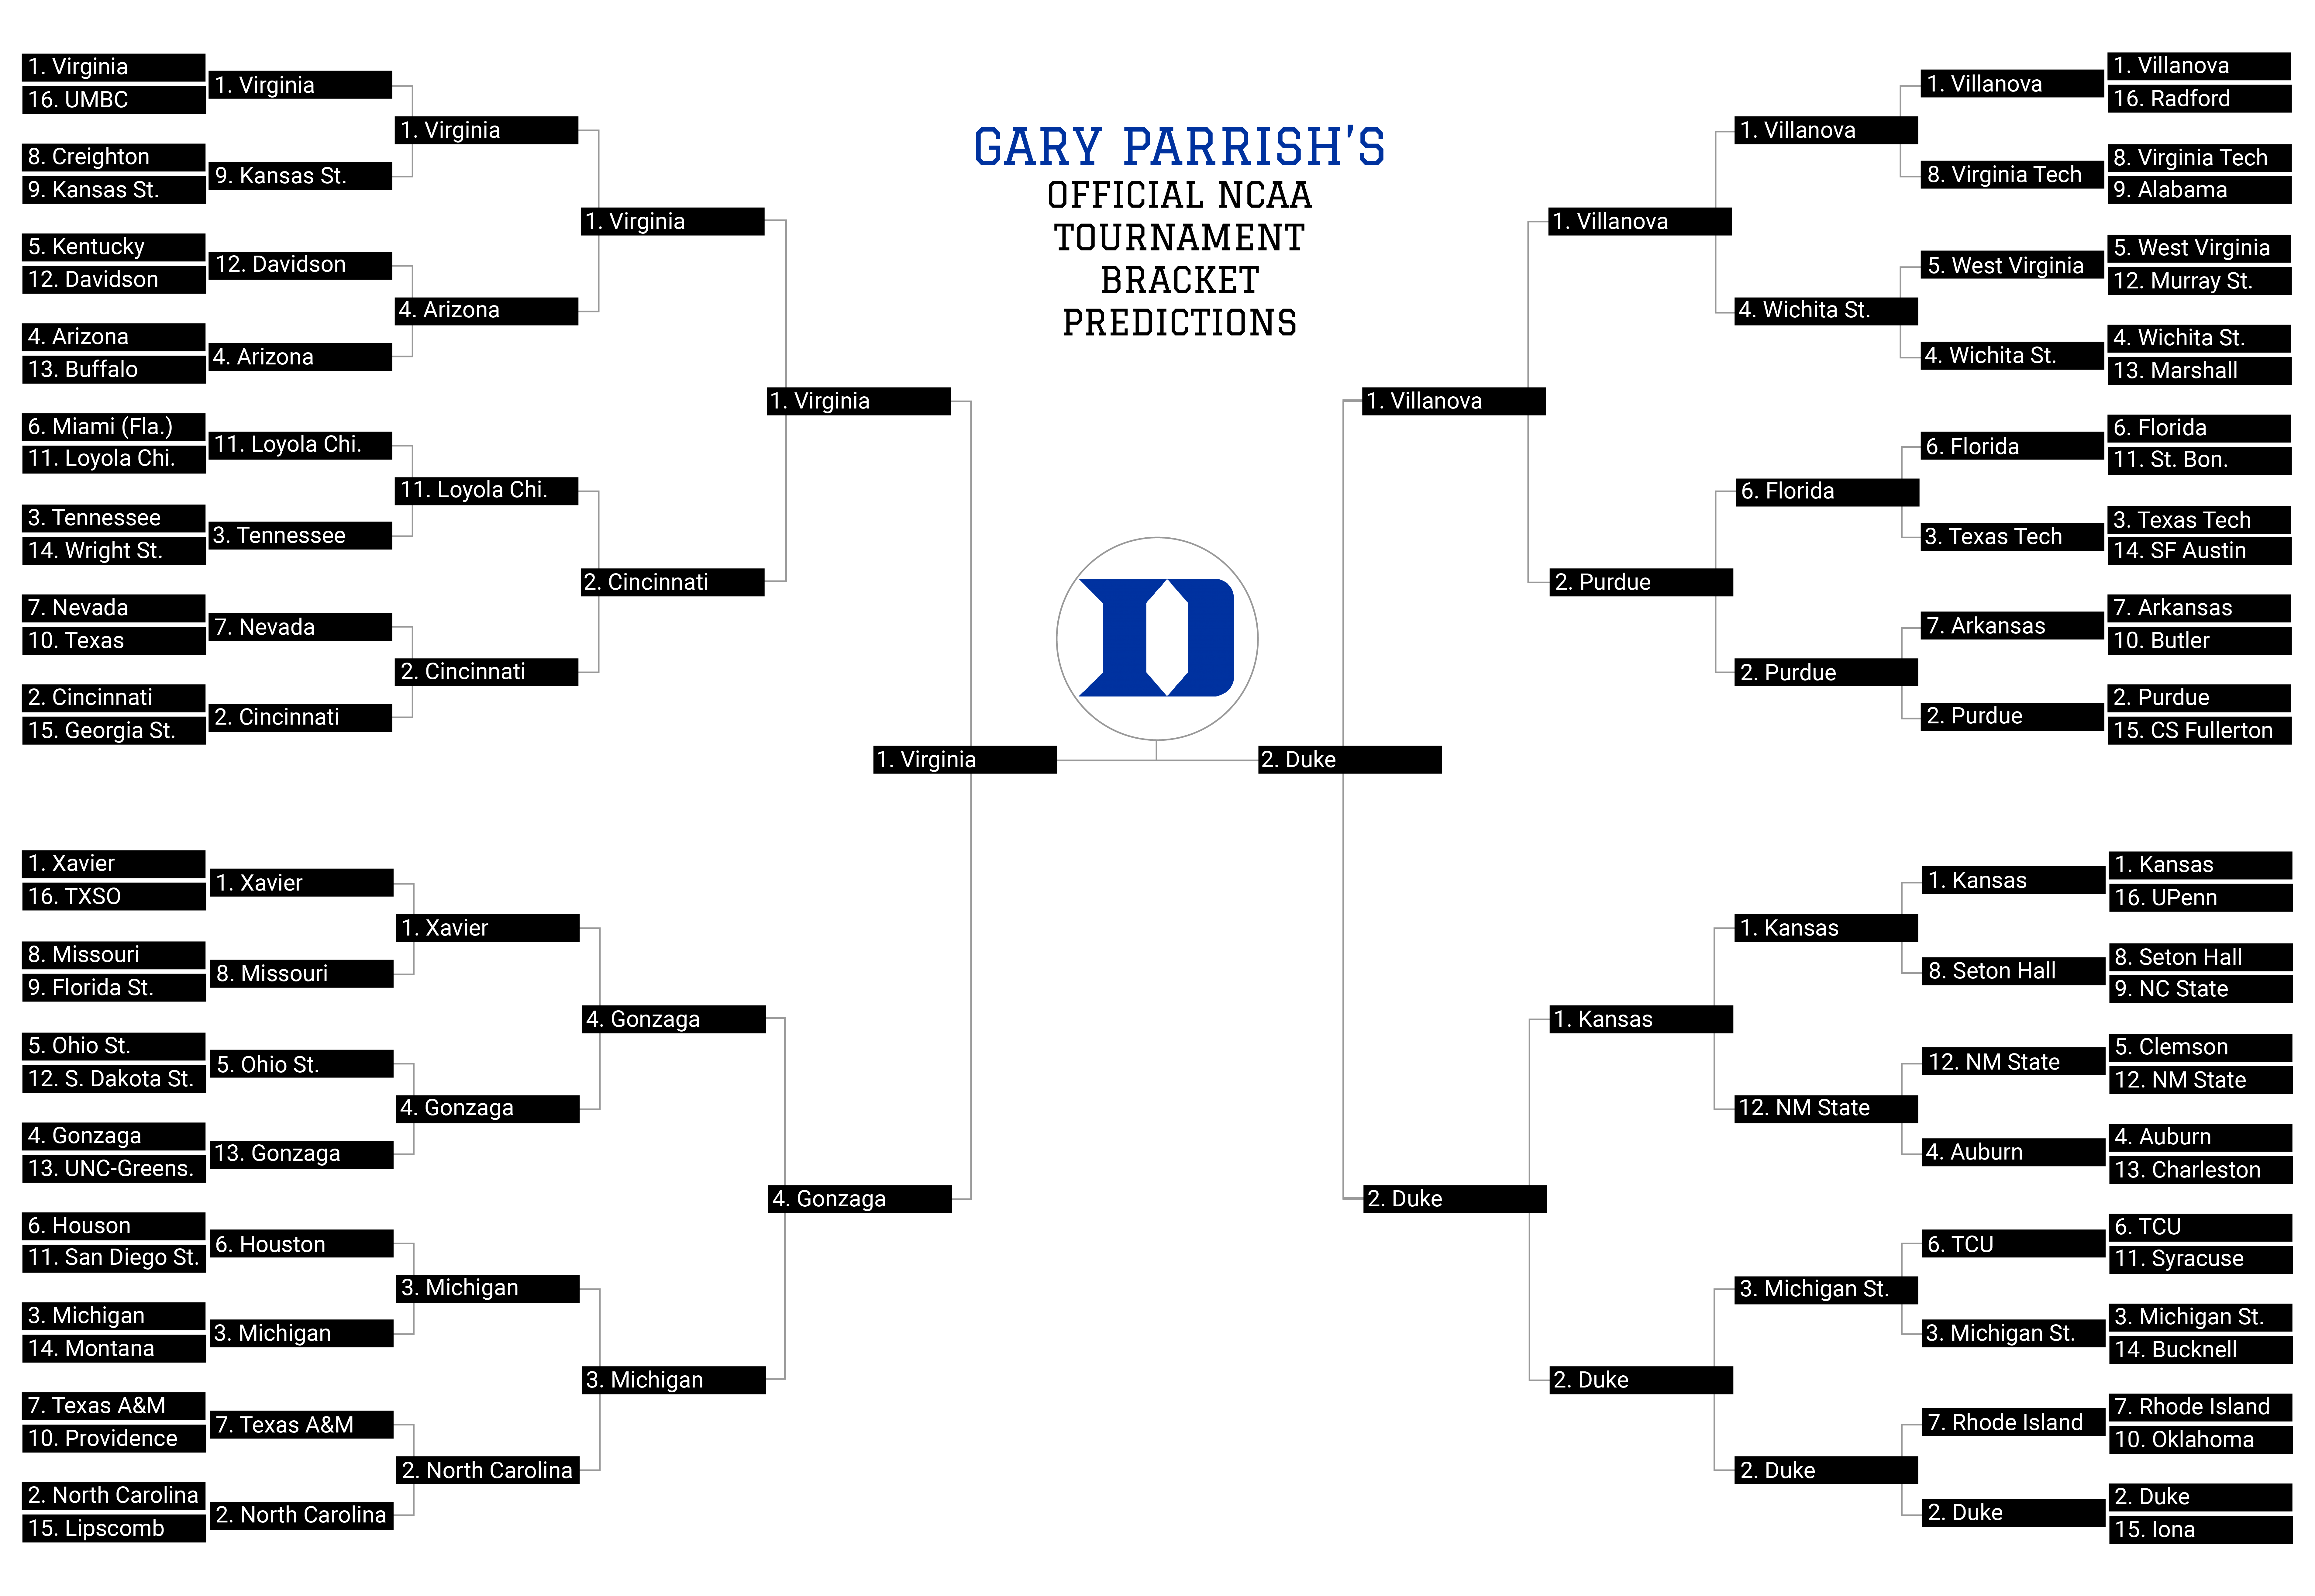 GARY PARRISH'S
OFFICIAL NCAA
TOURNAMENT
BRACKET
PREDICTIONS
1. Virginia
16. UMBC
8. Creighton
9. Kansas St.
5. Kentucky
12. Davidson
4. Arizona
13. Buffalo
6. Miami (Fla.)
11. Loyola Chi.
3. Tennessee
14. Wright St.
7. Nevada
10. Texas
2. Cincinnati
15. Georgia St.
1. Virginia
9. Kansas St.
12. Davidson
4. Arizona
11. Loyola Chi.
3. Tennessee
7. Nevada
2. Cincinnati
1. Virginia
4. Arizona
11. Loyola Chi.
2. Cincinnati
1. Virginia
2. Cincinnati
1. Virginia
1. Xavier
16. TXSO
8. Missouri
9. Florida St.
5. Ohio St.
12. S. Dakota St.
4. Gonzaga
13. UNC-Greens.
6. Houson
11. San Diego St.
3. Michigan
14. Montana
7. Texas A&M
10. Providence
2. North Carolina
15. Lipscomb
1. Xavier
8. Missouri
5. Ohio St.
13. Gonzaga
6. Houston
3. Michigan
7. Texas A&M
2. North Carolina
1. Xavier
4. Gonzaga
3. Michigan
2. North Carolina
4. Gonzaga
3. Michigan
4. Gonzaga
1. Virginia
2. Duke
1. Villanova
1. Villanova
2. Purdue
1. Villanova
4. Wichita St.
6. Florida
2. Purdue
1. Villanova
8. Virginia Tech
5. West Virginia
4. Wichita St.
6. Florida
3. Texas Tech
7. Arkansas
2. Purdue
1. Villanova
16. Radford
8. Virginia Tech
9. Alabama
5. West Virginia
12. Murray St.
4. Wichita St.
13. Marshall
6. Florida
11. St. Bon.
3. Texas Tech
14. SF Austin
7. Arkansas
10. Butler
2. Purdue
15. CS Fullerton
2. Duke
1. Kansas
2. Duke
1. Kansas
12. NM State
3. Michigan St.
2. Duke
1. Kansas
8. Seton Hall
12. NM State
4. Auburn
6. TCU
3. Michigan St.
7. Rhode Island
2. Duke
1. Kansas
16. UPenn
8. Seton Hall
9. NC State
5. Clemson
12. NM State
4. Auburn
13. Charleston
6. TCU
11. Syracuse
3. Michigan St.
14. Bucknell
7. Rhode Island
10. Oklahoma
2. Duke
15. Iona